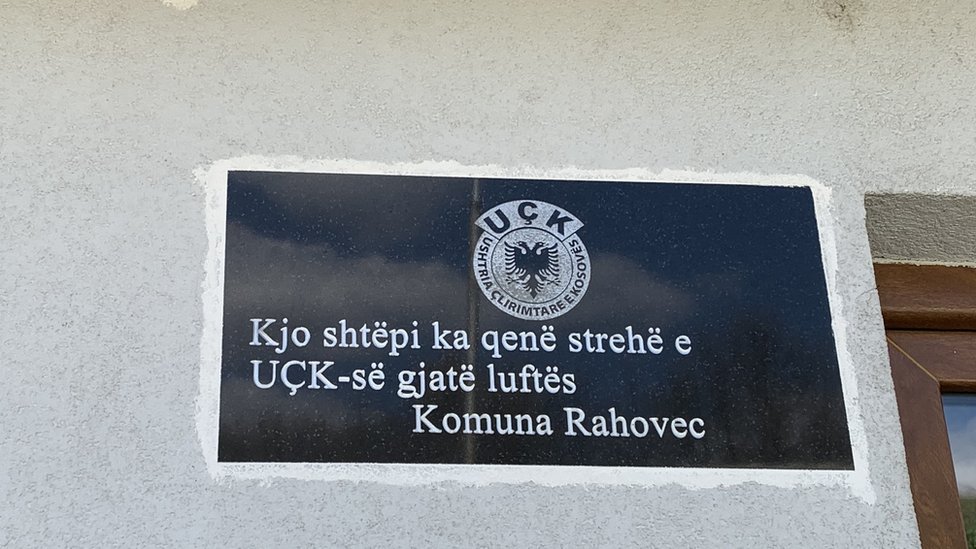 UÇK
USHTRIA ÇLIRIMTARE E KOSOVËS
Kjo shtëpi ka qenë strehë e
UÇK-së gjatë luftës
Komuna Rahovec